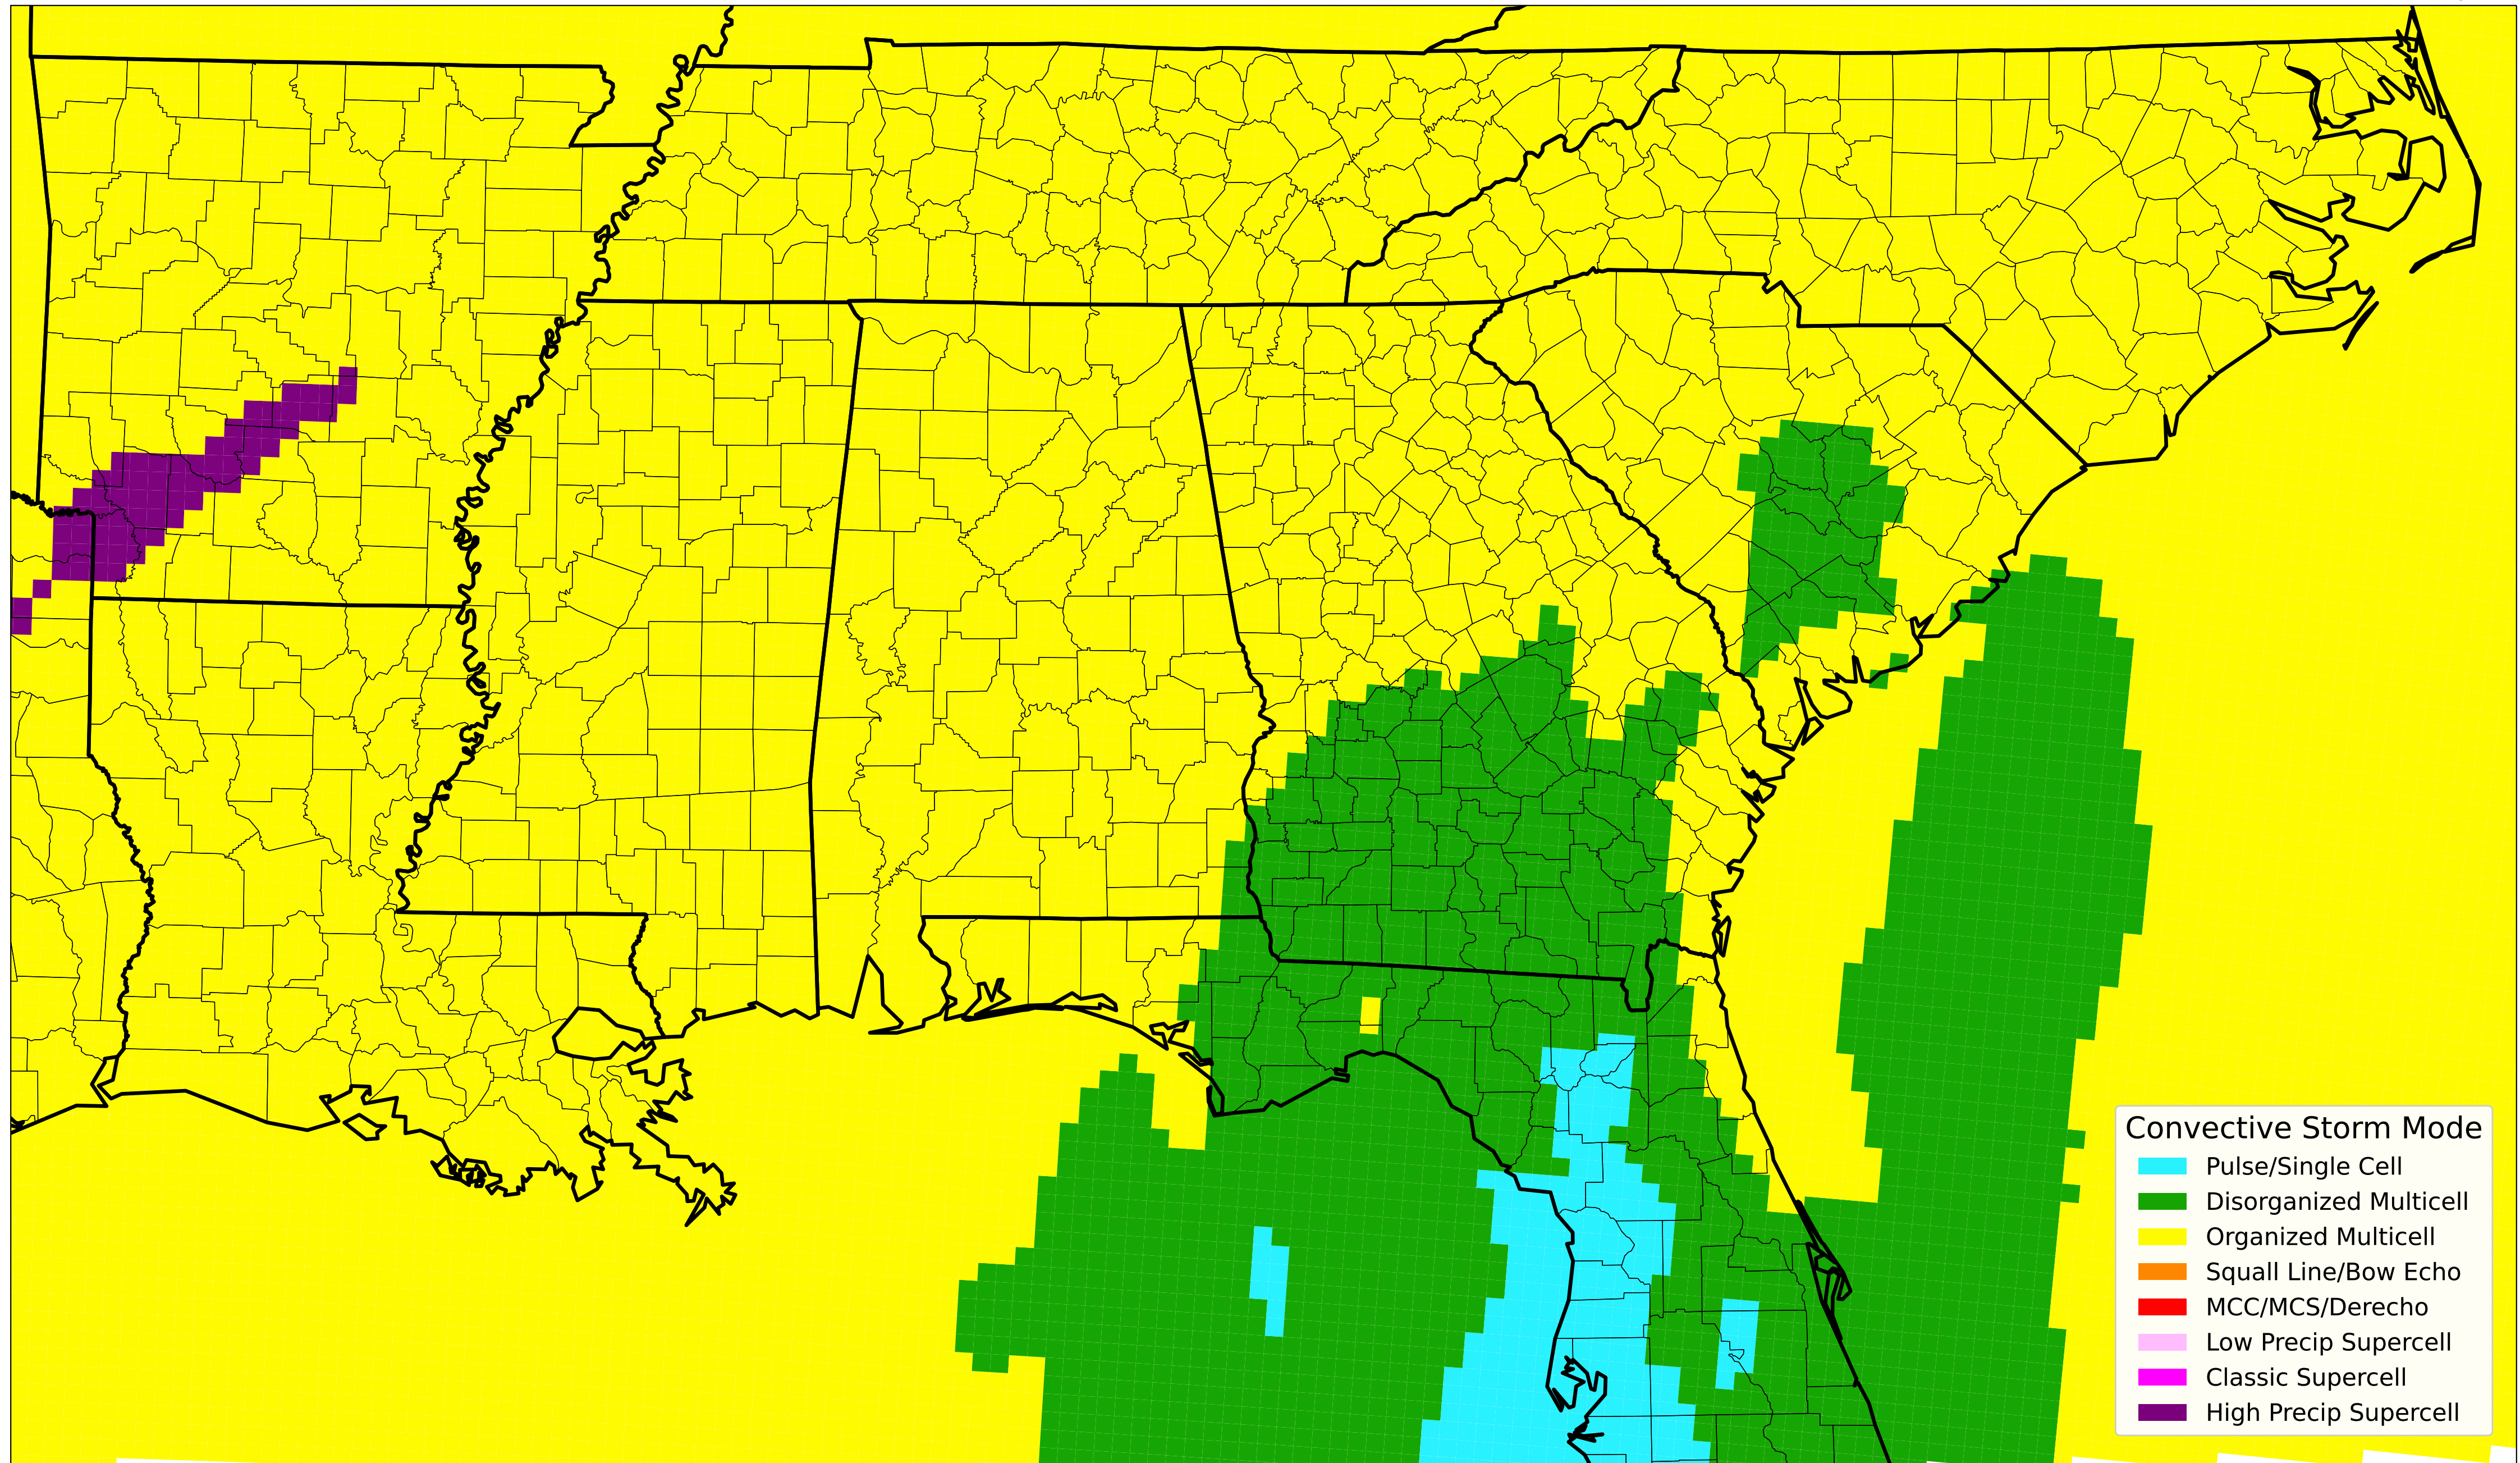 Convective Storm Mode
Pulse/Single Cell
Disorganized Multicell
Organized Multicell
Squall Line/Bow Echo
MCC/MCS/Derecho
Low Precip Supercell
Classic Supercell
High Precip Supercell